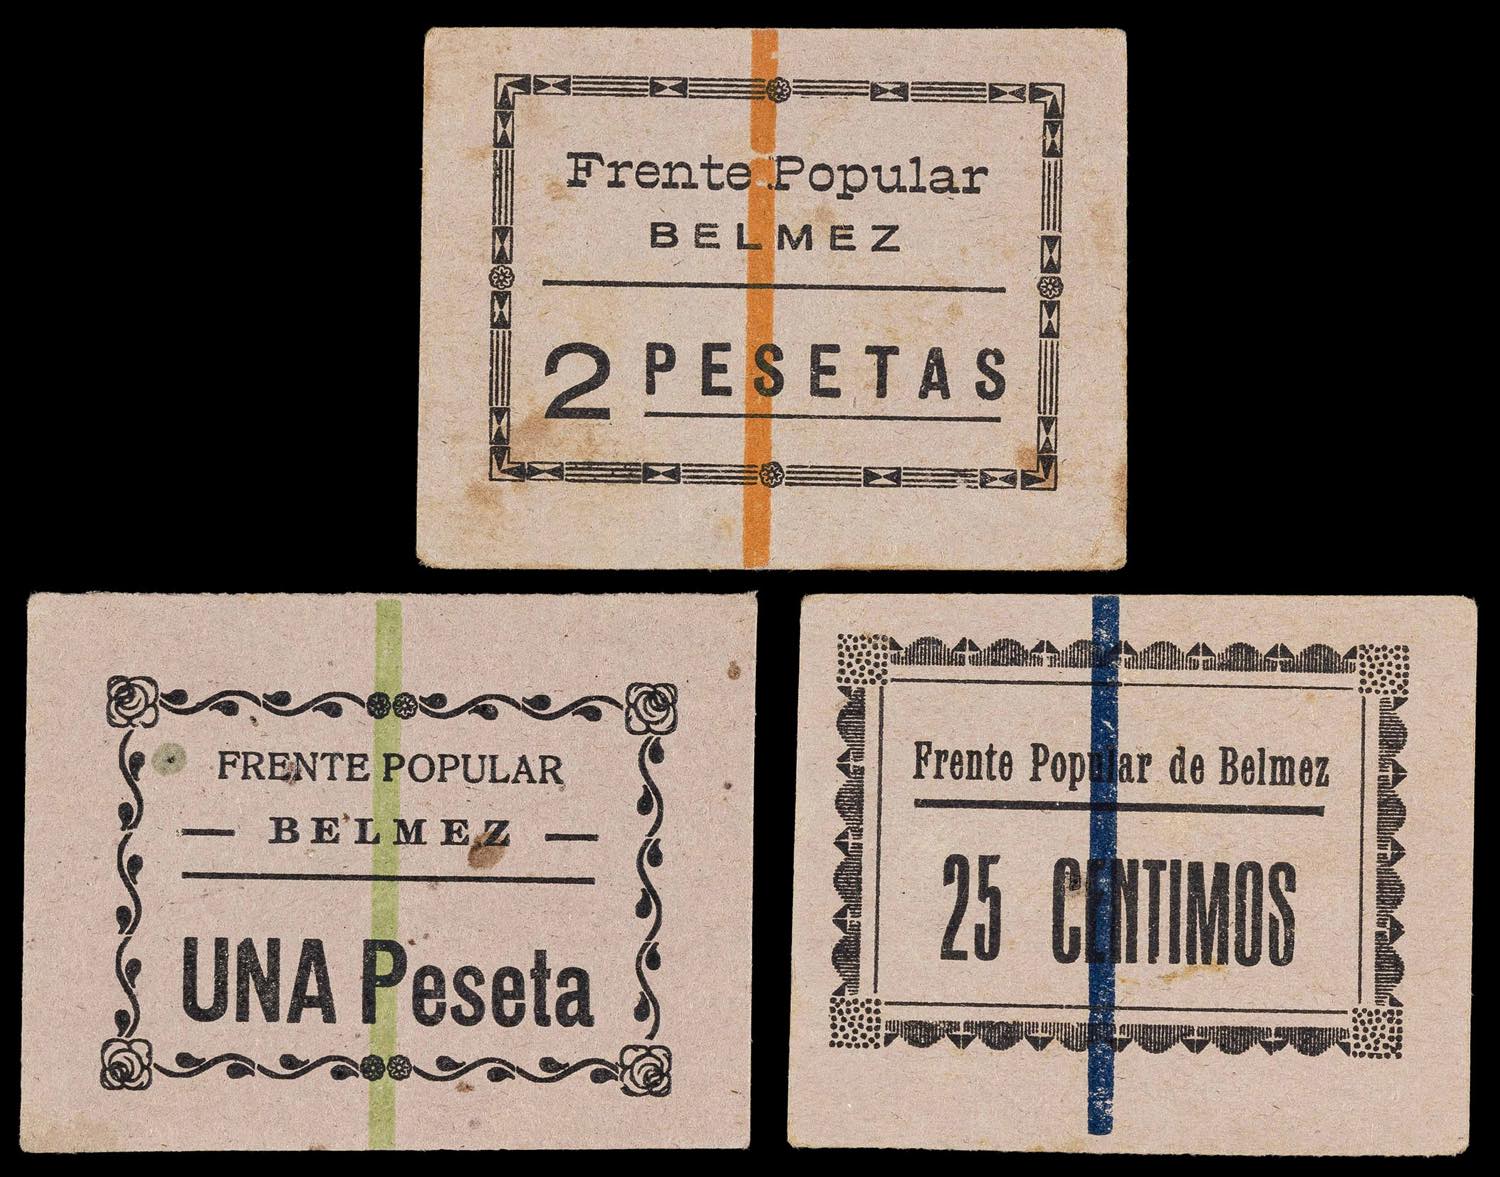 Frente Popular
BELMEZ
2 PESETAS
FRENTE POPULAR
— BELMEZ —
UNA Peseta
Frente Popular de Belmez
25 CENTIMOS